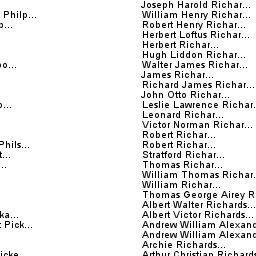 Joseph Harold Richar...
Philp... William Henry Richar...
o... Robert Henry Richar...
Herbert Loftus Richar...
Herbert Richar...
Hugh Liddon Richar...
oo... Walter James Richar...
James Richar...
Richard James Richar...
John Otto Richar...
o... Leslie Lawrence Richar.
Leonard Richar...
Victor Norman Richar...
Robert Richar...
Phils... Robert Richar...
t... Stratford Richar...
... Thomas Richar...
William Thomas Richar.
William Richar...
Thomas George Airey R
Albert Walter Richards...
ka... Albert Victor Richards...
t Pick... Andrew William Alexand
Andrew William Alexand
Archie Richards...
icke... Arthur Christian Richards